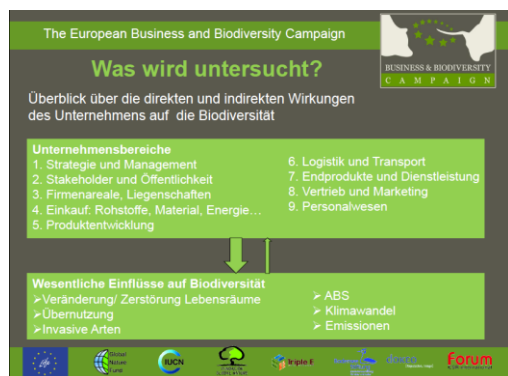 The European Business and Biodiversity Campaign
BUSINESS & BIODIVERSITY
C A M P A I G N
Was wird untersucht?
Überblick über die direkten und indirekten Wirkungen
des Unternehmens auf die Biodiversität
Unternehmensbereiche
1. Strategie und Management
2. Stakeholder und Öffentlichkeit
3. Firmenareale, Liegenschaften
4. Einkauf: Rohstoffe, Material, Energie…
5. Produktentwicklung
6. Logistik und Transport
7. Endprodukte und Dienstleistung
8. Vertrieb und Marketing
9. Personalwesen
Wesentliche Einflüsse auf Biodiversität
➢Veränderung/ Zerstörung Lebensräume
➢Übernutzung
➢Invasive Arten
➢ ABS
➢ Klimawandel
➢ Emissionen
Global
Nature
Fund
IUCN
Triple E
forum